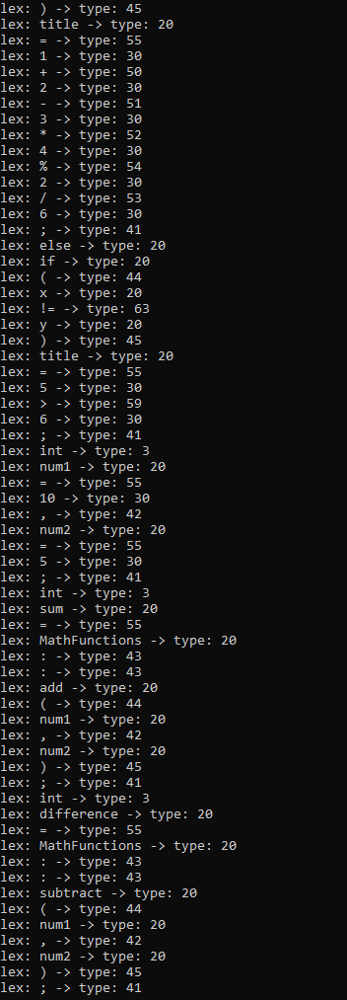 lex: ) -> type: 45
lex: title -> type: 20
lex: = -> type: 55
lex: 1 -> type: 30
lex: + -> type: 50
lex: 2 -> type: 30
lex: - -> type: 51
lex: 3 -> type: 30
lex: * -> type: 52
lex: 4 -> type: 30
lex: % -> type: 54
lex: 2 -> type: 30
lex: / -> type: 53
lex: 6 -> type: 30
lex: ; -> type: 41
lex: else -> type: 20
lex: if -> type: 20
lex: ( -> type: 44
lex: x -> type: 20
lex: != -> type: 63
lex: y -> type: 20
lex: ) -> type: 45
lex: title -> type: 20
lex: = -> type: 55
lex: 5 -> type: 30
lex: > -> type: 59
lex: 6 -> type: 30
lex: ; -> type: 41
lex: int -> type: 3
lex: num1 -> type: 20
lex: = -> type: 55
lex: 10 -> type: 30
lex: , -> type: 42
lex: num2 -> type: 20
lex: = -> type: 55
lex: 5 -> type: 30
lex: ; -> type: 41
lex: int -> type: 3
lex: sum -> type: 20
lex: = -> type: 55
lex: MathFunctions -> type: 20
lex: : -> type: 43
lex: : -> type: 43
lex: add -> type: 20
lex: ( -> type: 44
lex: num1 -> type: 20
lex: , -> type: 42
lex: num2 -> type: 20
lex: ) -> type: 45
lex: ; -> type: 41
lex: int -> type: 3
lex: difference -> type: 20
lex: = -> type: 55
lex: MathFunctions -> type: 20
lex: : -> type: 43
lex: : -> type: 43
lex: subtract -> type: 20
lex: ( -> type: 44
lex: num1 -> type: 20
lex: , -> type: 42
lex: num2 -> type: 20
lex: ) -> type: 45
lex: ; -> type: 41